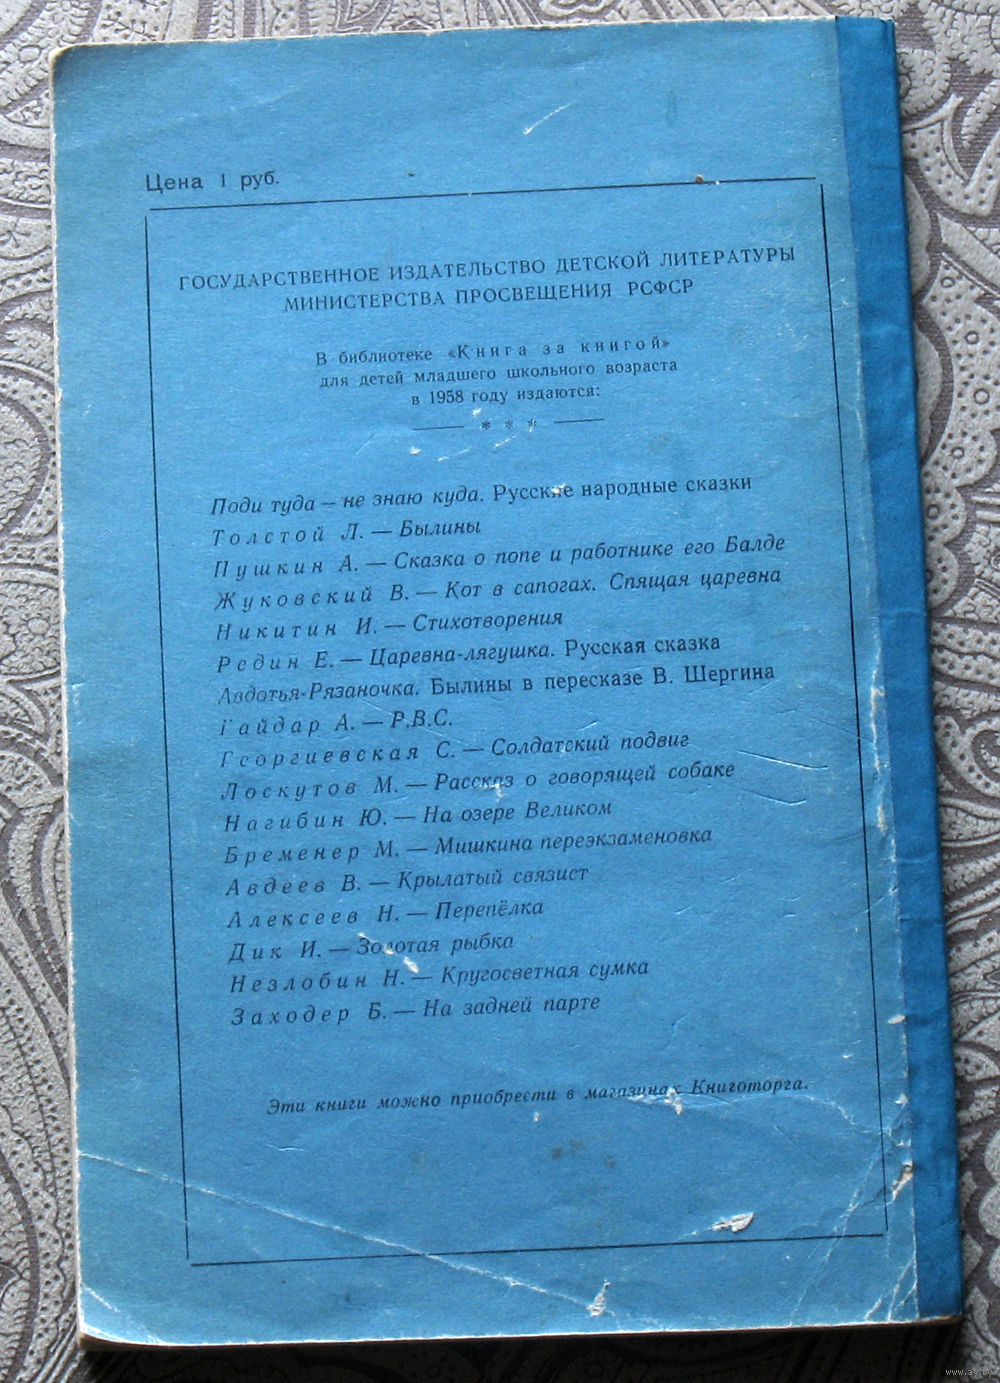 Цена 1 руб.
ГОСУДАРСТВЕННОЕ ИЗДАТЕЛЬСТВО ДЕТСКОЙ ЛИТЕРАТУРЫ
МИНИСТЕРСТВА ПРОСВЕЩЕНИЯ РСФСР
В библиотеке «Книга за книгой»
для детей младшего школьного возраста
в 1958 году издаются:
* * *
Поди туда — не знаю куда. Русские народные сказки
Толстой Л. — Былины
Пушкин А. — Сказка о попе и работнике его Балде
Жуковский В. — Кот в сапогах. Спящая царевна
Никитин И. — Стихотворения
Редин Е. — Царевна-лягушка. Русская сказка
Авдотья-Рязаночка. Былины в пересказе В. Шергина
Гайдар А. — Р.В.С.
Георгиевская С. — Солдатский подвиг
Лоскутов М. — Рассказ о говорящей собаке
Нагибин Ю. — На озере Великом
Бременер М. — Мишкина переэкзаменовка
Авдеев В. — Крылатый связист
Алексеев Н. — Перепёлка
Дик И. — Золотая рыбка
Незлобин Н. — Кругосветная сумка
Заходер Б. — На задней парте
Эти книги можно приобрести в магазинах Книготорга.
www.ay.by